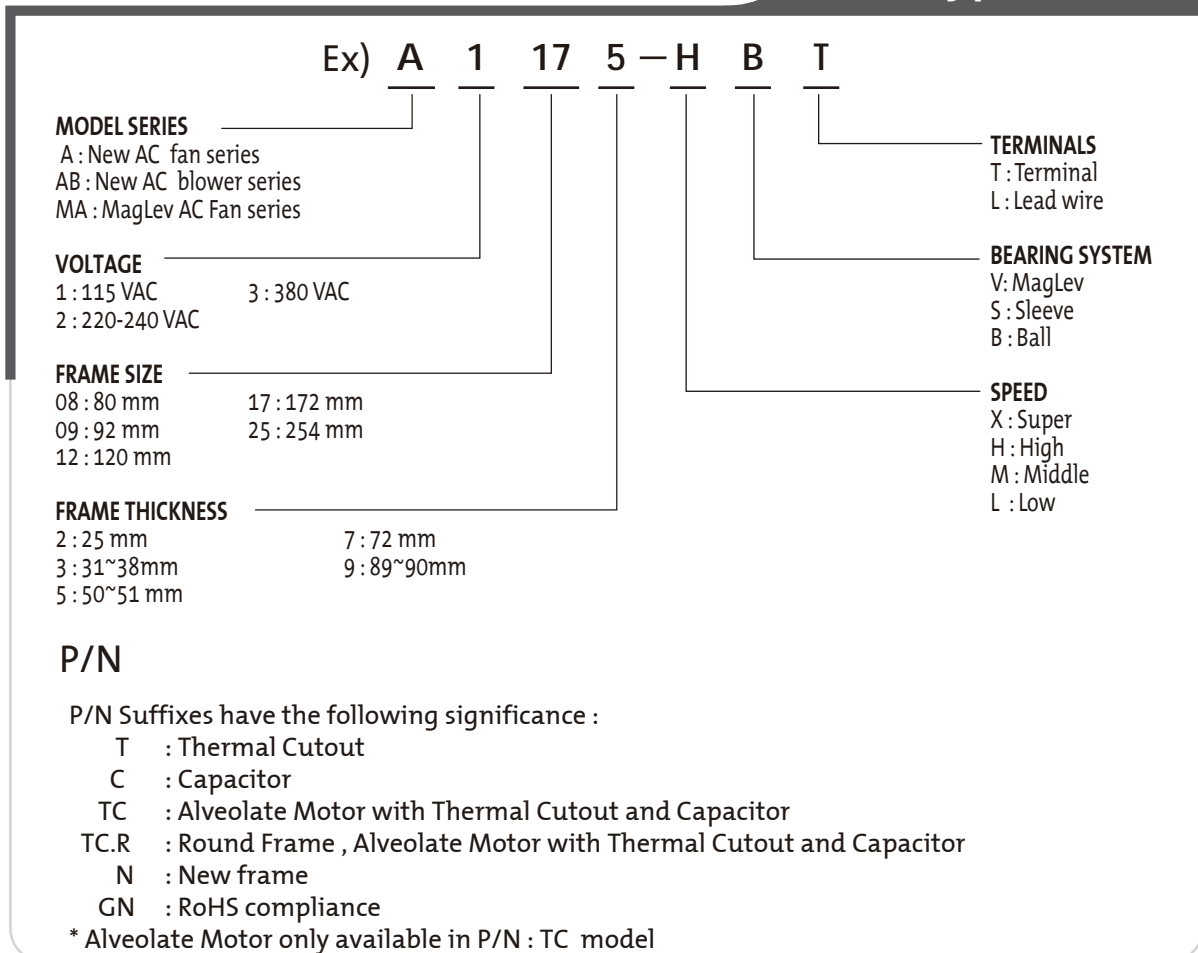 Ex) A 1 17 5 — H B T
MODEL SERIES
A : New AC fan series
AB : New AC blower series
MA : MagLev AC Fan series
VOLTAGE
1 : 115 VAC 3 : 380 VAC
2 : 220-240 VAC
FRAME SIZE
08 : 80 mm 17 : 172 mm
09 : 92 mm 25 : 254 mm
12 : 120 mm
FRAME THICKNESS
2 : 25 mm 7 : 72 mm
3 : 31~38mm 9 : 89~90mm
5 : 50~51 mm
TERMINALS
T : Terminal
L : Lead wire
BEARING SYSTEM
V: MagLev
S : Sleeve
B : Ball
SPEED
X : Super
H : High
M : Middle
L : Low
P/N
P/N Suffixes have the following significance :
T : Thermal Cutout
C : Capacitor
TC : Alveolate Motor with Thermal Cutout and Capacitor
TC.R : Round Frame , Alveolate Motor with Thermal Cutout and Capacitor
N : New frame
GN : RoHS compliance
* Alveolate Motor only available in P/N : TC model